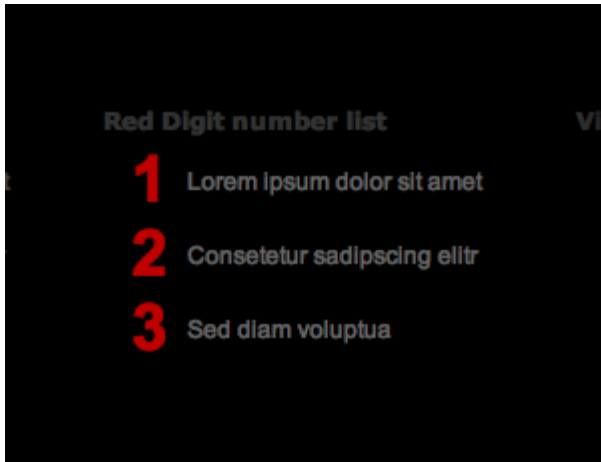 Red Digit number list
1 Lorem ipsum dolor sit amet
2 Consetetur sadipscing elitr
3 Sed diam voluptua